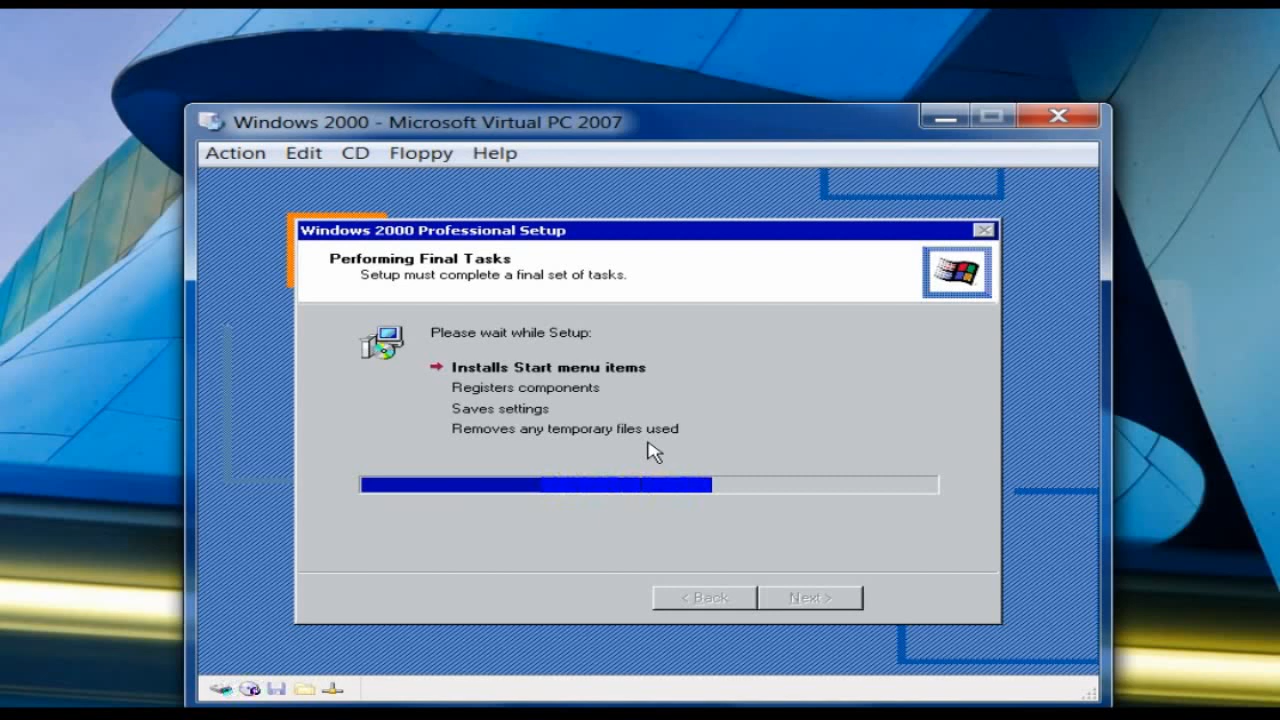 Windows 2000 - Microsoft Virtual PC 2007
Action Edit CD Floppy Help
Windows 2000 Professional Setup
Performing Final Tasks
Setup must complete a final set of tasks.
Please wait while Setup:
Installs Start menu items
Registers components
Saves settings
Removes any temporary files used
< Back Next >